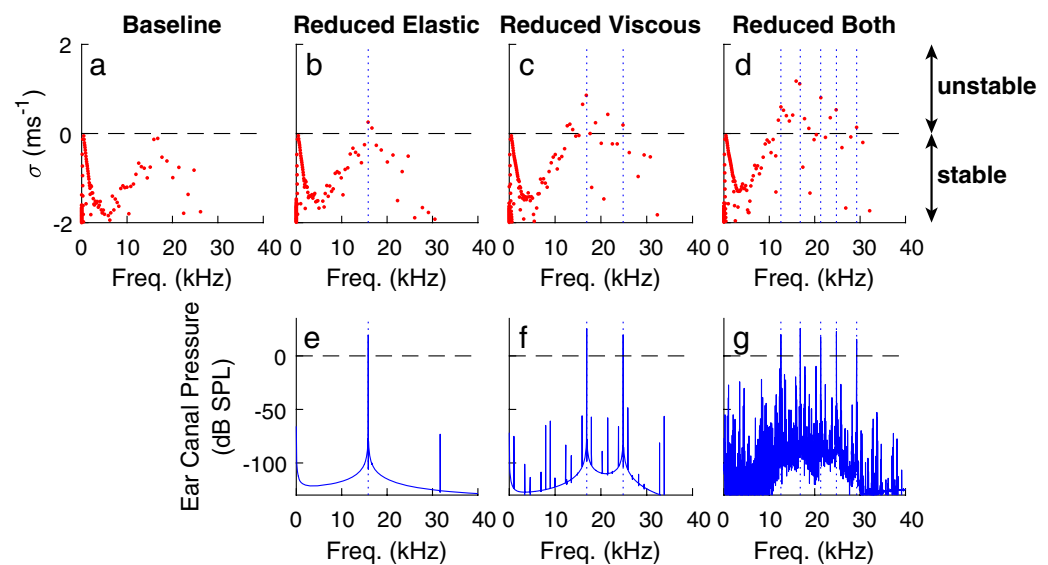 Baseline
Reduced Elastic
Reduced Viscous
Reduced Both
a
b
c
d
2
0
-2
σ (ms⁻¹)
unstable
stable
0 10 20 30 40
0 10 20 30 40
0 10 20 30 40
0 10 20 30 40
Freq. (kHz)
Freq. (kHz)
Freq. (kHz)
Freq. (kHz)
Ear Canal Pressure
(dB SPL)
e
f
g
0
-50
-100
0 10 20 30 40
0 10 20 30 40
0 10 20 30 40
Freq. (kHz)
Freq. (kHz)
Freq. (kHz)